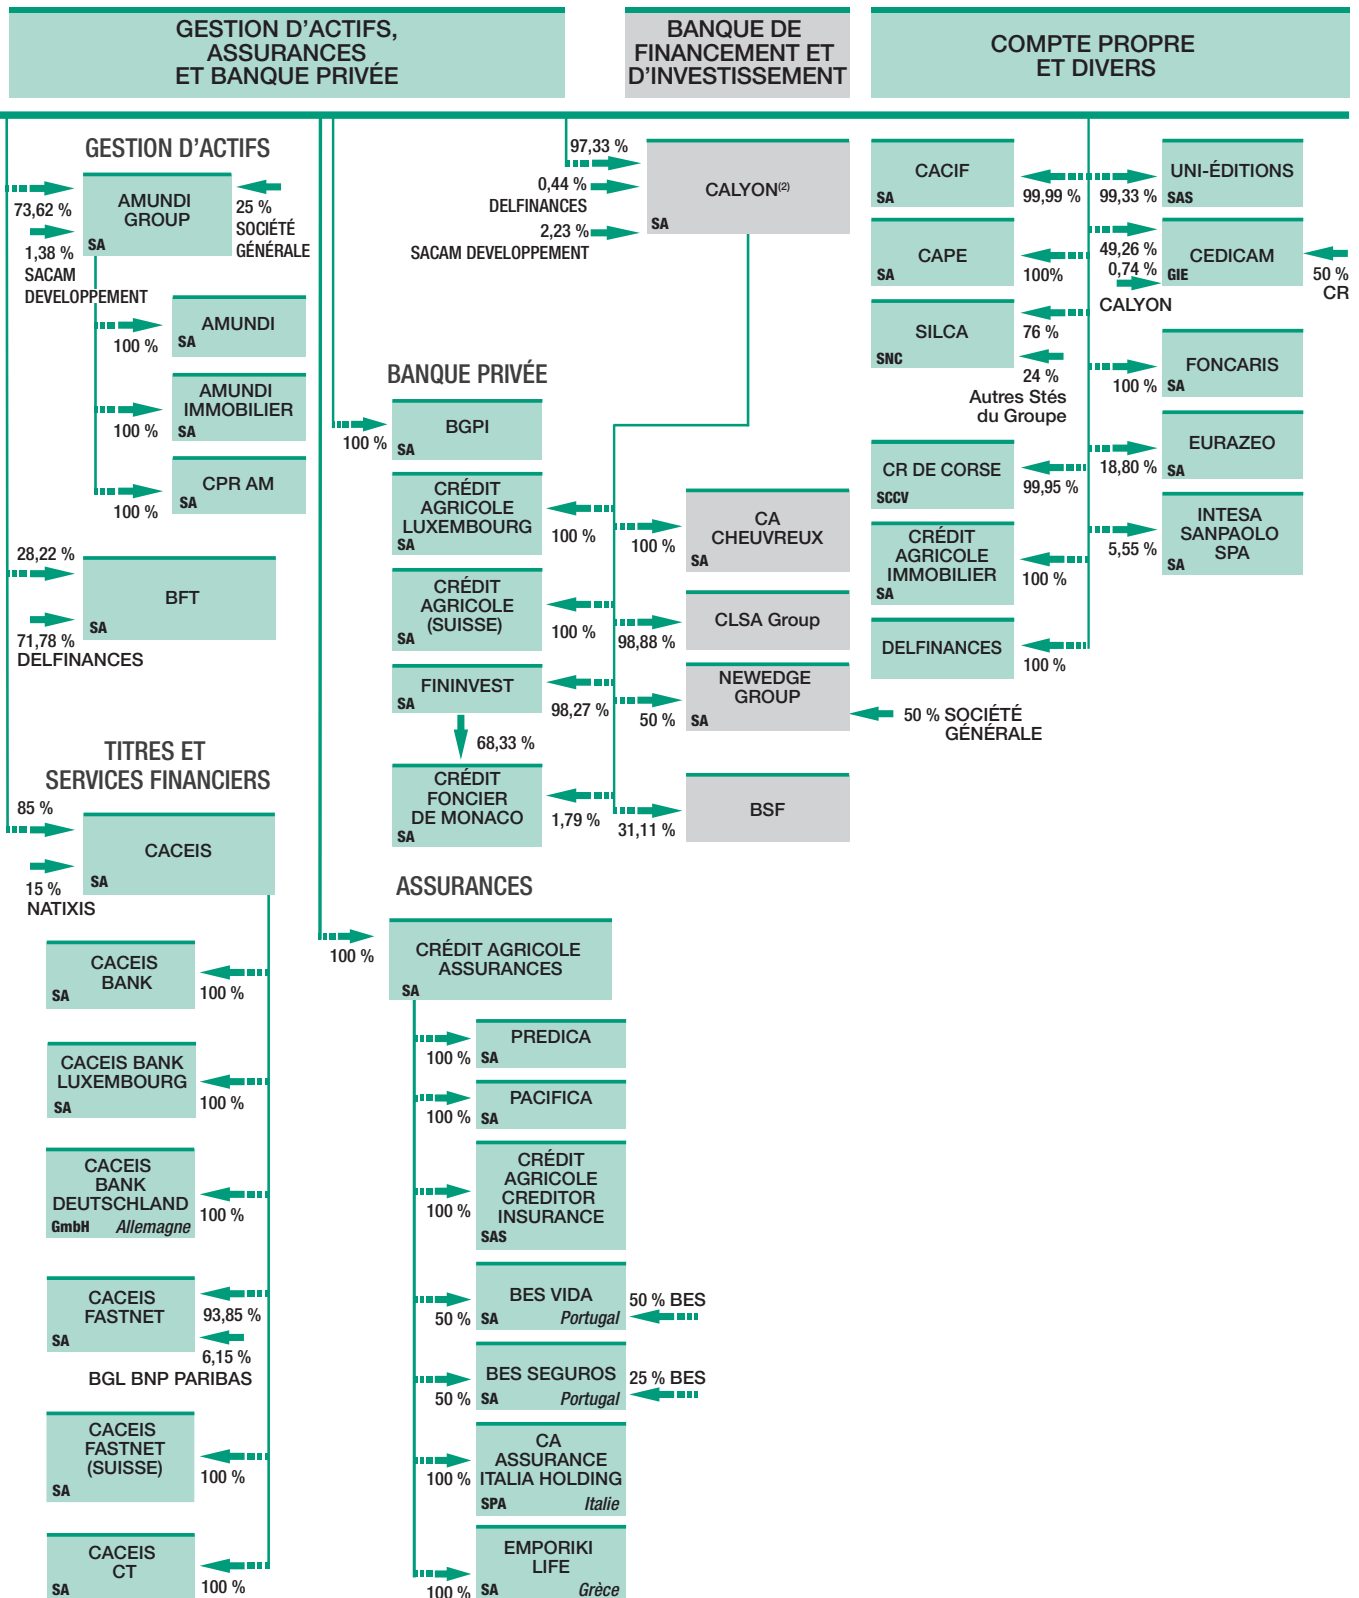 GESTION D'ACTIFS,
ASSURANCES
ET BANQUE PRIVÉE
BANQUE DE
FINANCEMENT ET
D'INVESTISSEMENT
COMPTE PROPRE
ET DIVERS
GESTION D'ACTIFS
AMUNDI
GROUP
SA
73,62 %
1,38 %
SACAM
DEVELOPPEMENT
25 %
SOCIÉTÉ
GÉNÉRALE
AMUNDI
SA
100 %
AMUNDI
IMMOBILIER
SA
100 %
CPR AM
SA
100 %
28,22 %
BFT
SA
71,78 %
DELFINANCES
TITRES ET
SERVICES FINANCIERS
85 %
CACEIS
SA
15 %
NATIXIS
CACEIS
BANK
SA
100 %
CACEIS BANK
LUXEMBOURG
SA
100 %
CACEIS
BANK
DEUTSCHLAND
GmbH Allemagne
100 %
CACEIS
FASTNET
SA
93,85 %
6,15 %
BGL BNP PARIBAS
CACEIS
FASTNET
(SUISSE)
SA
100 %
CACEIS
CT
SA
100 %
BANQUE PRIVÉE
BGPI
SA
100 %
CRÉDIT
AGRICOLE
LUXEMBOURG
SA
100 %
CRÉDIT
AGRICOLE
(SUISSE)
SA
100 %
FININVEST
SA
98,27 %
68,33 %
CRÉDIT
FONCIER
DE MONACO
SA
1,79 %
ASSURANCES
100 %
CRÉDIT AGRICOLE
ASSURANCES
SA
PREDICA
100 % SA
PACIFICA
100 % SA
CRÉDIT
AGRICOLE
CREDITOR
INSURANCE
SAS
100 %
BES VIDA
50 % SA Portugal
50 % BES
BES SEGUROS
50 % SA Portugal
25 % BES
CA
ASSURANCE
ITALIA HOLDING
SPA Italie
100 %
EMPORIKI
LIFE
100 % SA Grèce
97,33 %
0,44 %
DELFINANCES
2,23 %
SACAM DEVELOPPEMENT
CALYON(2)
SA
CA
CHEUVREUX
SA
100 %
CLSA Group
98,88 %
NEWEDGE
GROUP
SA
50 %
50 % SOCIÉTÉ
GÉNÉRALE
BSF
31,11 %
CACIF
SA
99,99 %
CAPE
SA
100%
SILCA
SNC
76 %
24 %
Autres Stés
du Groupe
CR DE CORSE
SCCV
99,95 %
CRÉDIT
AGRICOLE
IMMOBILIER
SA
100 %
DELFINANCES
100 %
UNI-ÉDITIONS
SAS
99,33 %
CEDICAM
GIE
49,26 %
0,74 %
CALYON
50 %
CR
FONCARIS
SA
100 %
EURAZEO
SA
18,80 %
INTESA
SANPAOLO
SPA
SA
5,55 %